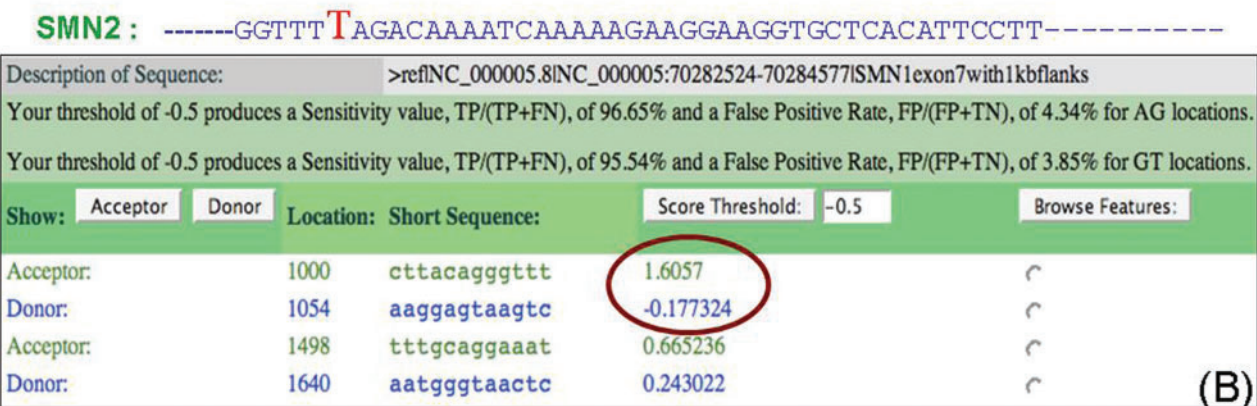 SMN2 : -------GGTTTTAGACAAAATCAAAAAGAAGGAAGGTGCTCACATTCCTT----------
Description of Sequence: >ref|NC_000005.8|NC_000005:70282524-70284577|SMN1exon7with1kbflanks
Your threshold of -0.5 produces a Sensitivity value, TP/(TP+FN), of 96.65% and a False Positive Rate, FP/(FP+TN), of 4.34% for AG locations.
Your threshold of -0.5 produces a Sensitivity value, TP/(TP+FN), of 95.54% and a False Positive Rate, FP/(FP+TN), of 3.85% for GT locations.
Show: Acceptor Donor Location: Short Sequence: Score Threshold: -0.5 Browse Features:
Acceptor: 1000 cttacagggttt 1.6057
Donor: 1054 aaggagtaagtc -0.177324
Acceptor: 1498 tttgcaggaaat 0.665236
Donor: 1640 aatgggtaactc 0.243022
(B)